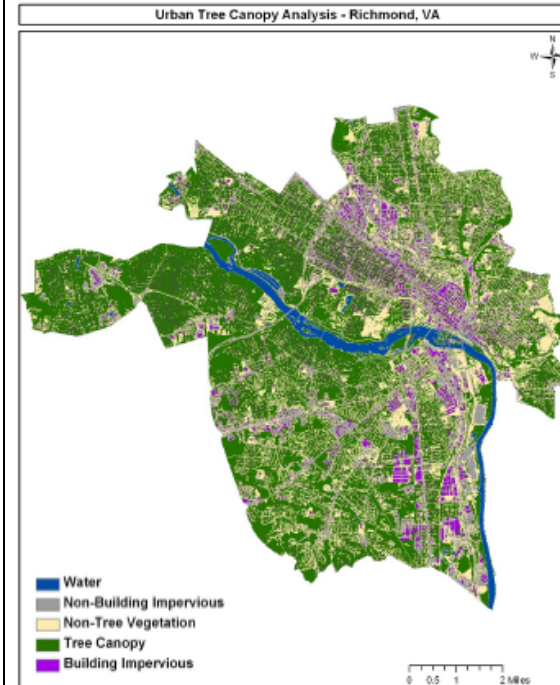 Urban Tree Canopy Analysis - Richmond, VA
N
W
S
Water
Non-Building Impervious
Non-Tree Vegetation
Tree Canopy
Building Impervious
0 0.5 1 2 Miles